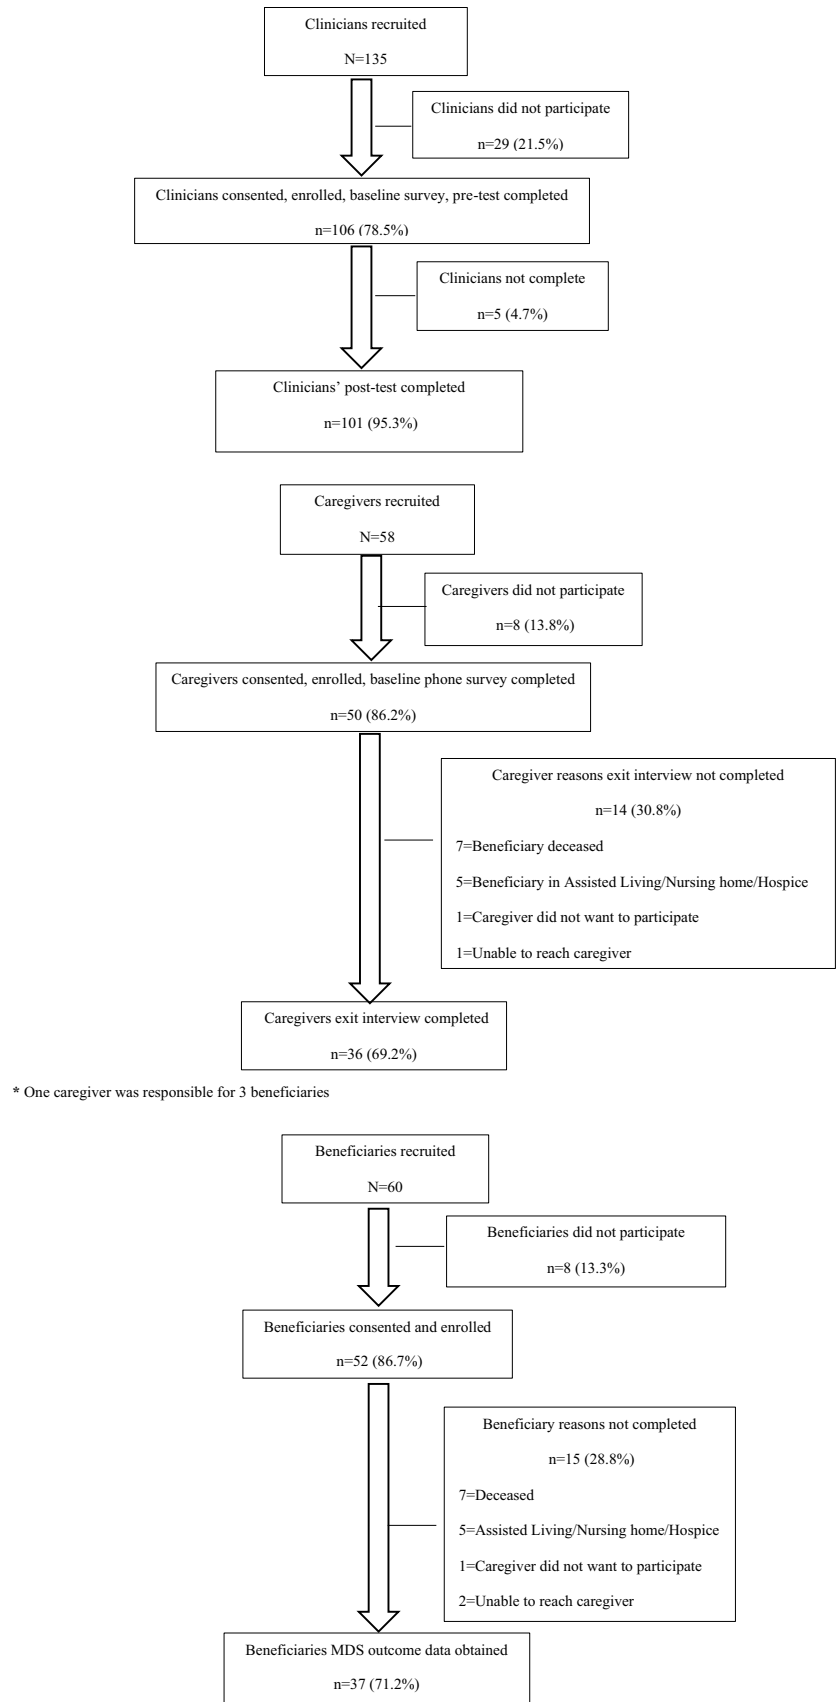 Clinicians recruited
N=135
Clinicians did not participate
n=29 (21.5%)
Clinicians consented, enrolled, baseline survey, pre-test completed
n=106 (78.5%)
Clinicians not complete
n=5 (4.7%)
Clinicians’ post-test completed
n=101 (95.3%)
Caregivers recruited
N=58
Caregivers did not participate
n=8 (13.8%)
Caregivers consented, enrolled, baseline phone survey completed
n=50 (86.2%)
Caregiver reasons exit interview not completed
n=14 (30.8%)
7=Beneficiary deceased
5=Beneficiary in Assisted Living/Nursing home/Hospice
1=Caregiver did not want to participate
1=Unable to reach caregiver
Caregivers exit interview completed
n=36 (69.2%)
* One caregiver was responsible for 3 beneficiaries
Beneficiaries recruited
N=60
Beneficiaries did not participate
n=8 (13.3%)
Beneficiaries consented and enrolled
n=52 (86.7%)
Beneficiary reasons not completed
n=15 (28.8%)
7=Deceased
5=Assisted Living/Nursing home/Hospice
1=Caregiver did not want to participate
2=Unable to reach caregiver
Beneficiaries MDS outcome data obtained
n=37 (71.2%)